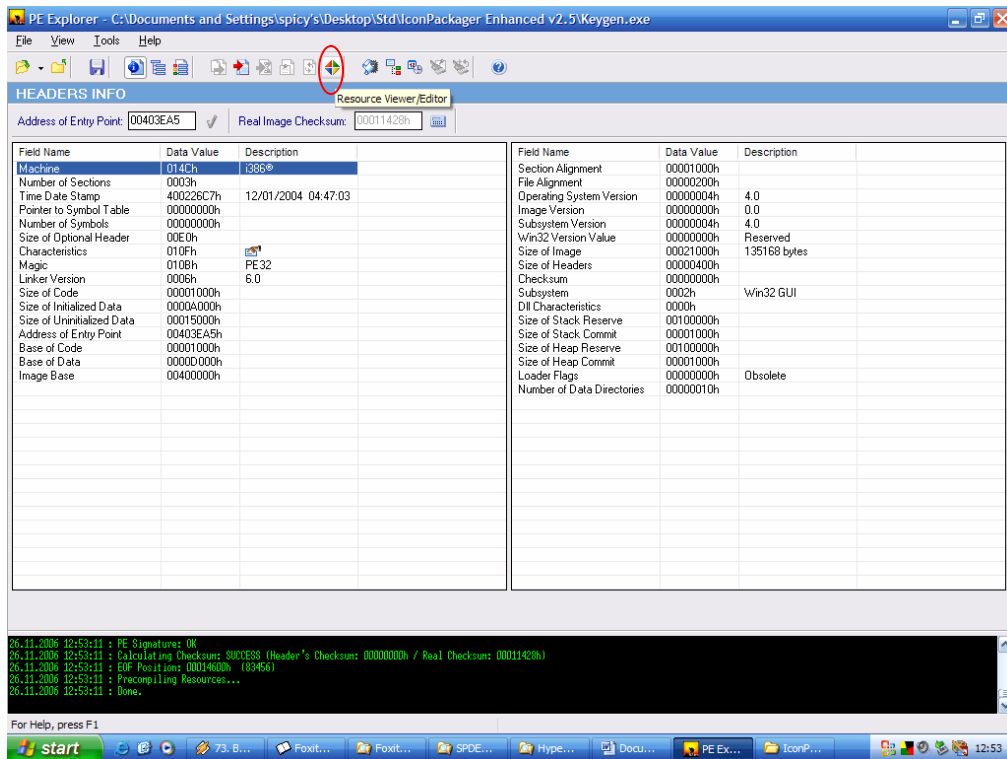 PE Explorer - C:\Documents and Settings\spicy's\Desktop\Std\IconPackager Enhanced v2.5\Keygen.exe
File View Tools Help
HEADERS INFO
Resource Viewer/Editor
Address of Entry Point: 00403EA5 Real Image Checksum: 00011428h
Field Name Data Value Description
Machine 014Ch i386®
Number of Sections 0003h
Time Date Stamp 400226C7h 12/01/2004 04:47:03
Pointer to Symbol Table 00000000h
Number of Symbols 00000000h
Size of Optional Header 00E0h
Characteristics 010Fh
Magic 010Bh PE32
Linker Version 0006h 6.0
Size of Code 00001000h
Size of Initialized Data 0000A000h
Size of Uninitialized Data 00015000h
Address of Entry Point 00403EA5h
Base of Code 00001000h
Base of Data 0000D000h
Image Base 00400000h
Field Name Data Value Description
Section Alignment 00001000h
File Alignment 00000200h
Operating System Version 00000004h 4.0
Image Version 00000000h 0.0
Subsystem Version 00000004h 4.0
Win32 Version Value 00000000h Reserved
Size of Image 00021000h 135168 bytes
Size of Headers 00000400h
Checksum 00000000h
Subsystem 0002h Win32 GUI
Dll Characteristics 0000h
Size of Stack Reserve 00100000h
Size of Stack Commit 00001000h
Size of Heap Reserve 00100000h
Size of Heap Commit 00001000h
Loader Flags 00000000h Obsolete
Number of Data Directories 00000010h
26.11.2006 12:53:11 : PE Signature: OK
26.11.2006 12:53:11 : Calculating Checksum: SUCCESS (Header's Checksum: 00000000h / Real Checksum: 00011428h)
26.11.2006 12:53:11 : EOF Position: 00014600h (83456)
26.11.2006 12:53:11 : Precompiling Resources...
26.11.2006 12:53:11 : Done.
For Help, press F1
start 73. B... Foxit... Foxit... SPDE... Hype... Docu... PE Ex... IconP... 12:53